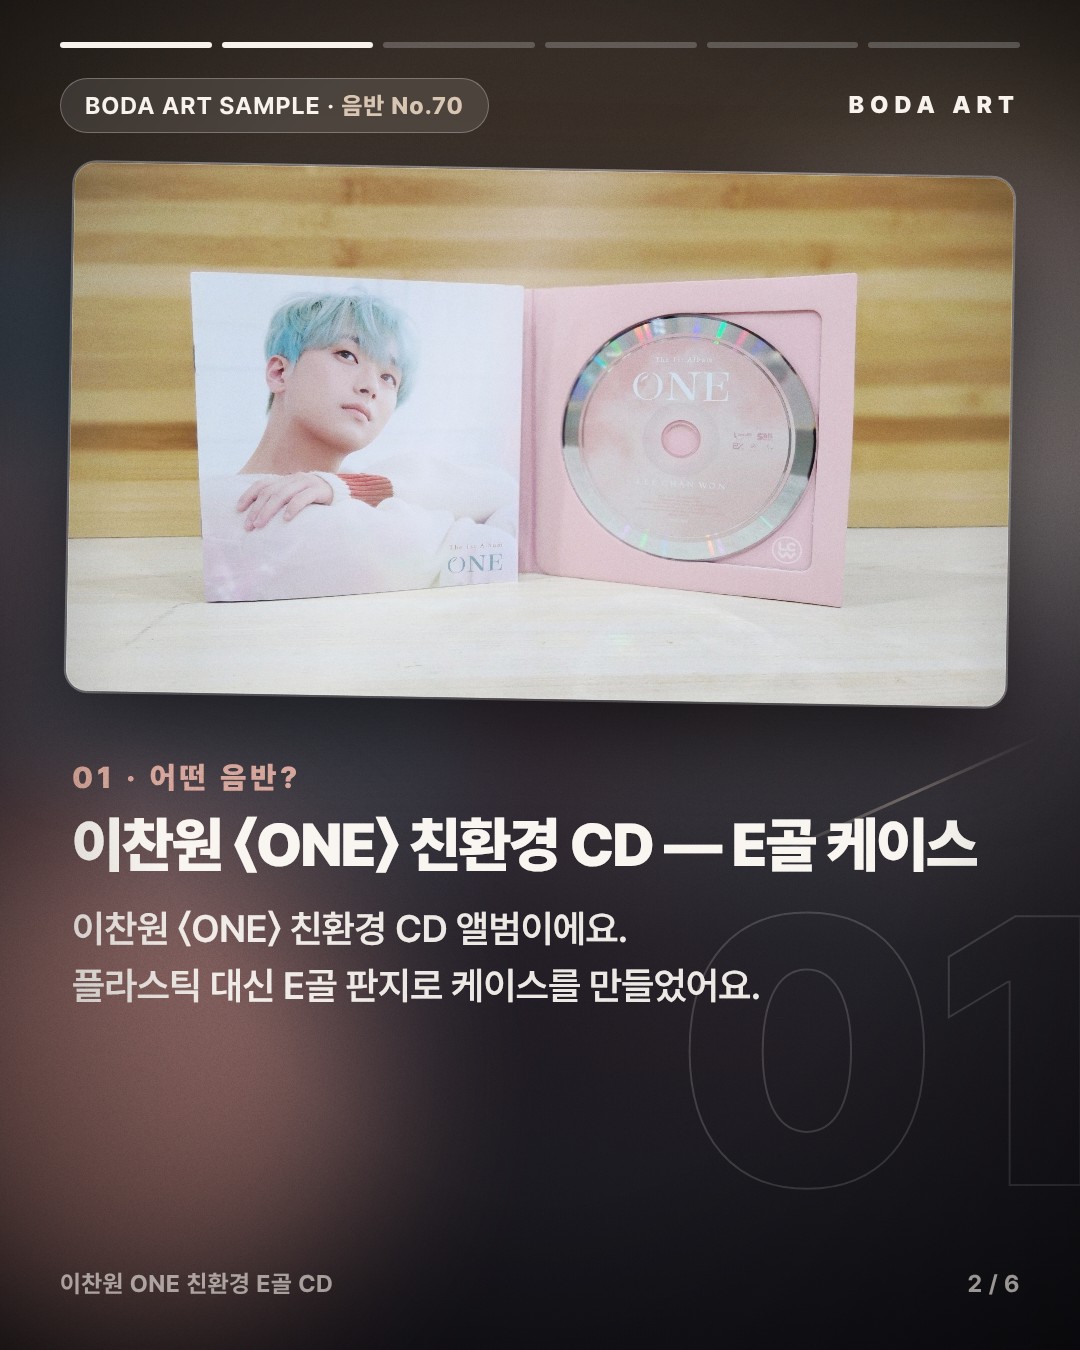 BODA ART SAMPLE · 음반 No.70
BODA ART
The 1st Album
ONE
LEE CHAN WON
LCW
The 1st Album
ONE
01 · 어떤 음반?
이찬원 〈ONE〉 친환경 CD — E골 케이스
이찬원 〈ONE〉 친환경 CD 앨범이에요.
플라스틱 대신 E골 판지로 케이스를 만들었어요.
01
이찬원 ONE 친환경 E골 CD
2 / 6